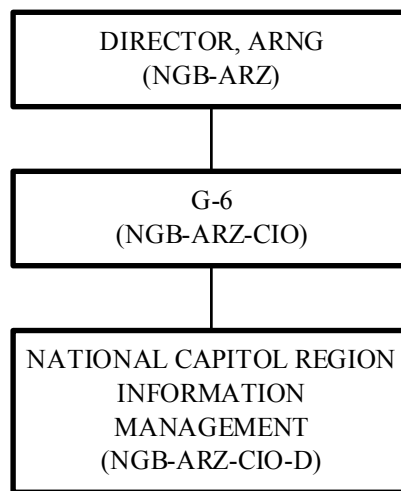 DIRECTOR, ARNG
(NGB-ARZ)
G-6
(NGB-ARZ-CIO)
NATIONAL CAPITOL REGION
INFORMATION
MANAGEMENT
(NGB-ARZ-CIO-D)